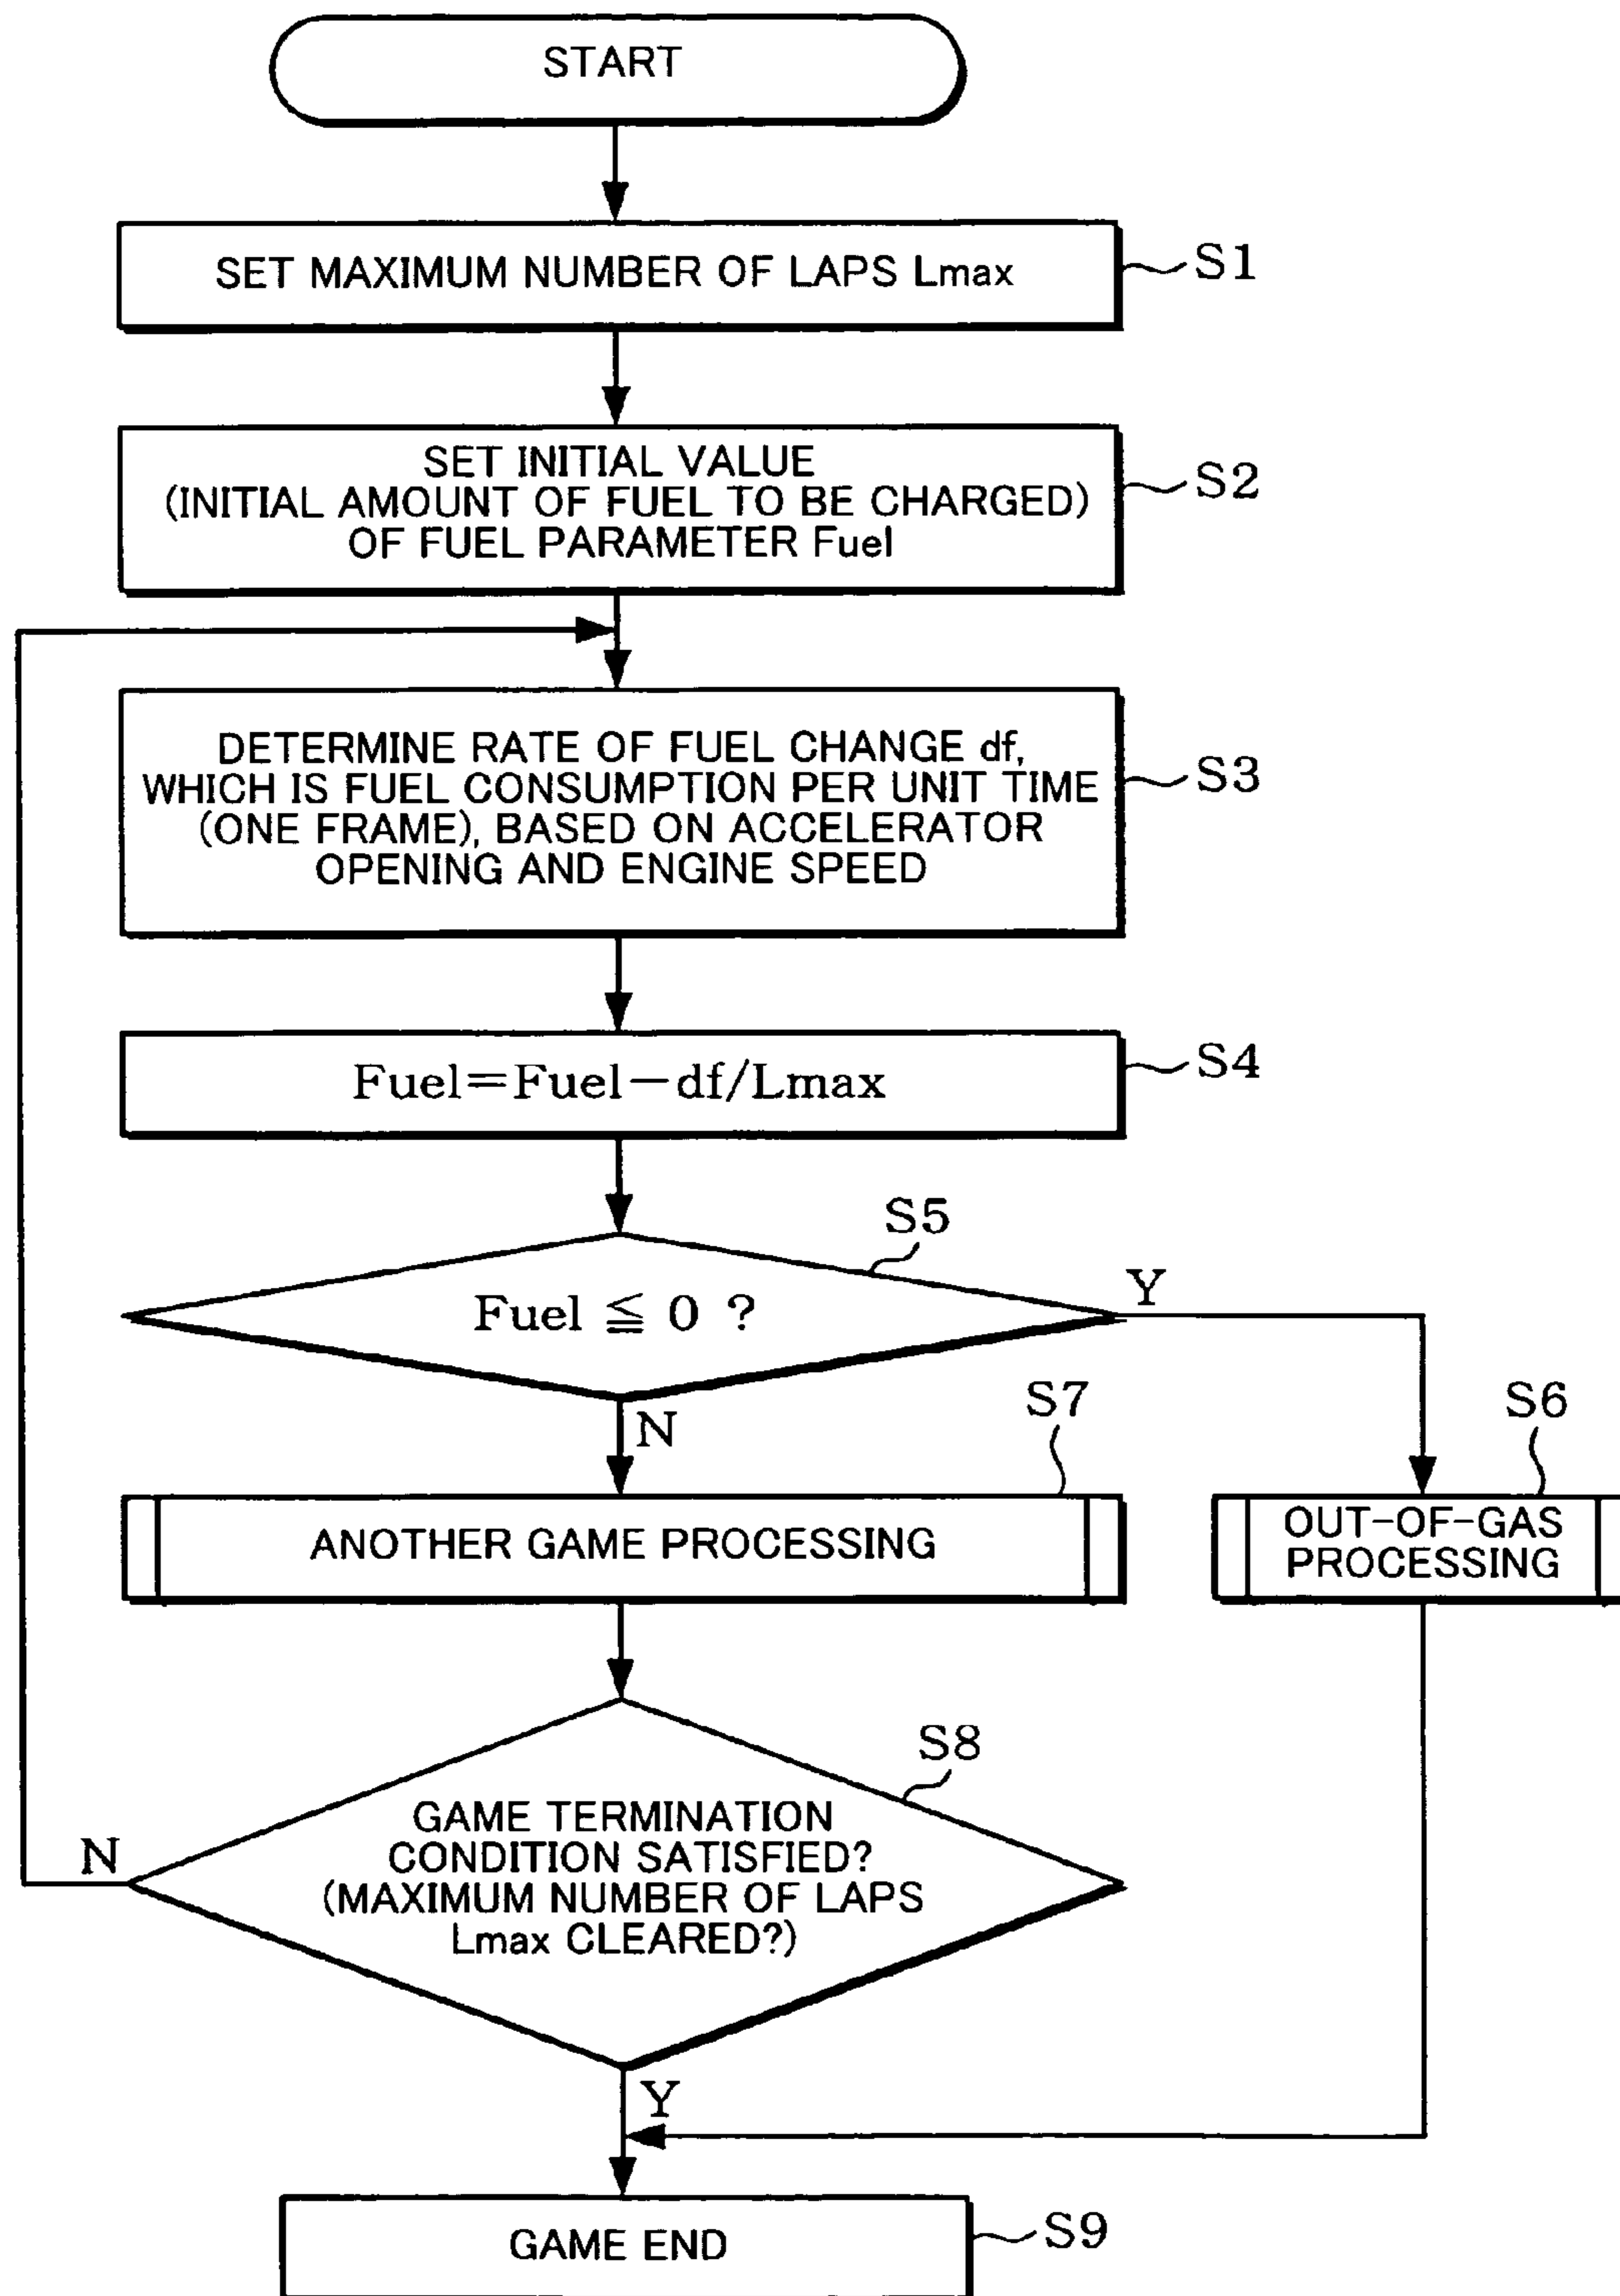 START
SET MAXIMUM NUMBER OF LAPS Lmax
S1
SET INITIAL VALUE
(INITIAL AMOUNT OF FUEL TO BE CHARGED)
OF FUEL PARAMETER Fuel
S2
DETERMINE RATE OF FUEL CHANGE df,
WHICH IS FUEL CONSUMPTION PER UNIT TIME
(ONE FRAME), BASED ON ACCELERATOR
OPENING AND ENGINE SPEED
S3
Fuel=Fuel−df/Lmax
S4
S5
Fuel ≦ 0 ?
Y
N
S7
S6
ANOTHER GAME PROCESSING
OUT-OF-GAS
PROCESSING
S8
GAME TERMINATION
CONDITION SATISFIED?
(MAXIMUM NUMBER OF LAPS
Lmax CLEARED?)
N
Y
GAME END
S9